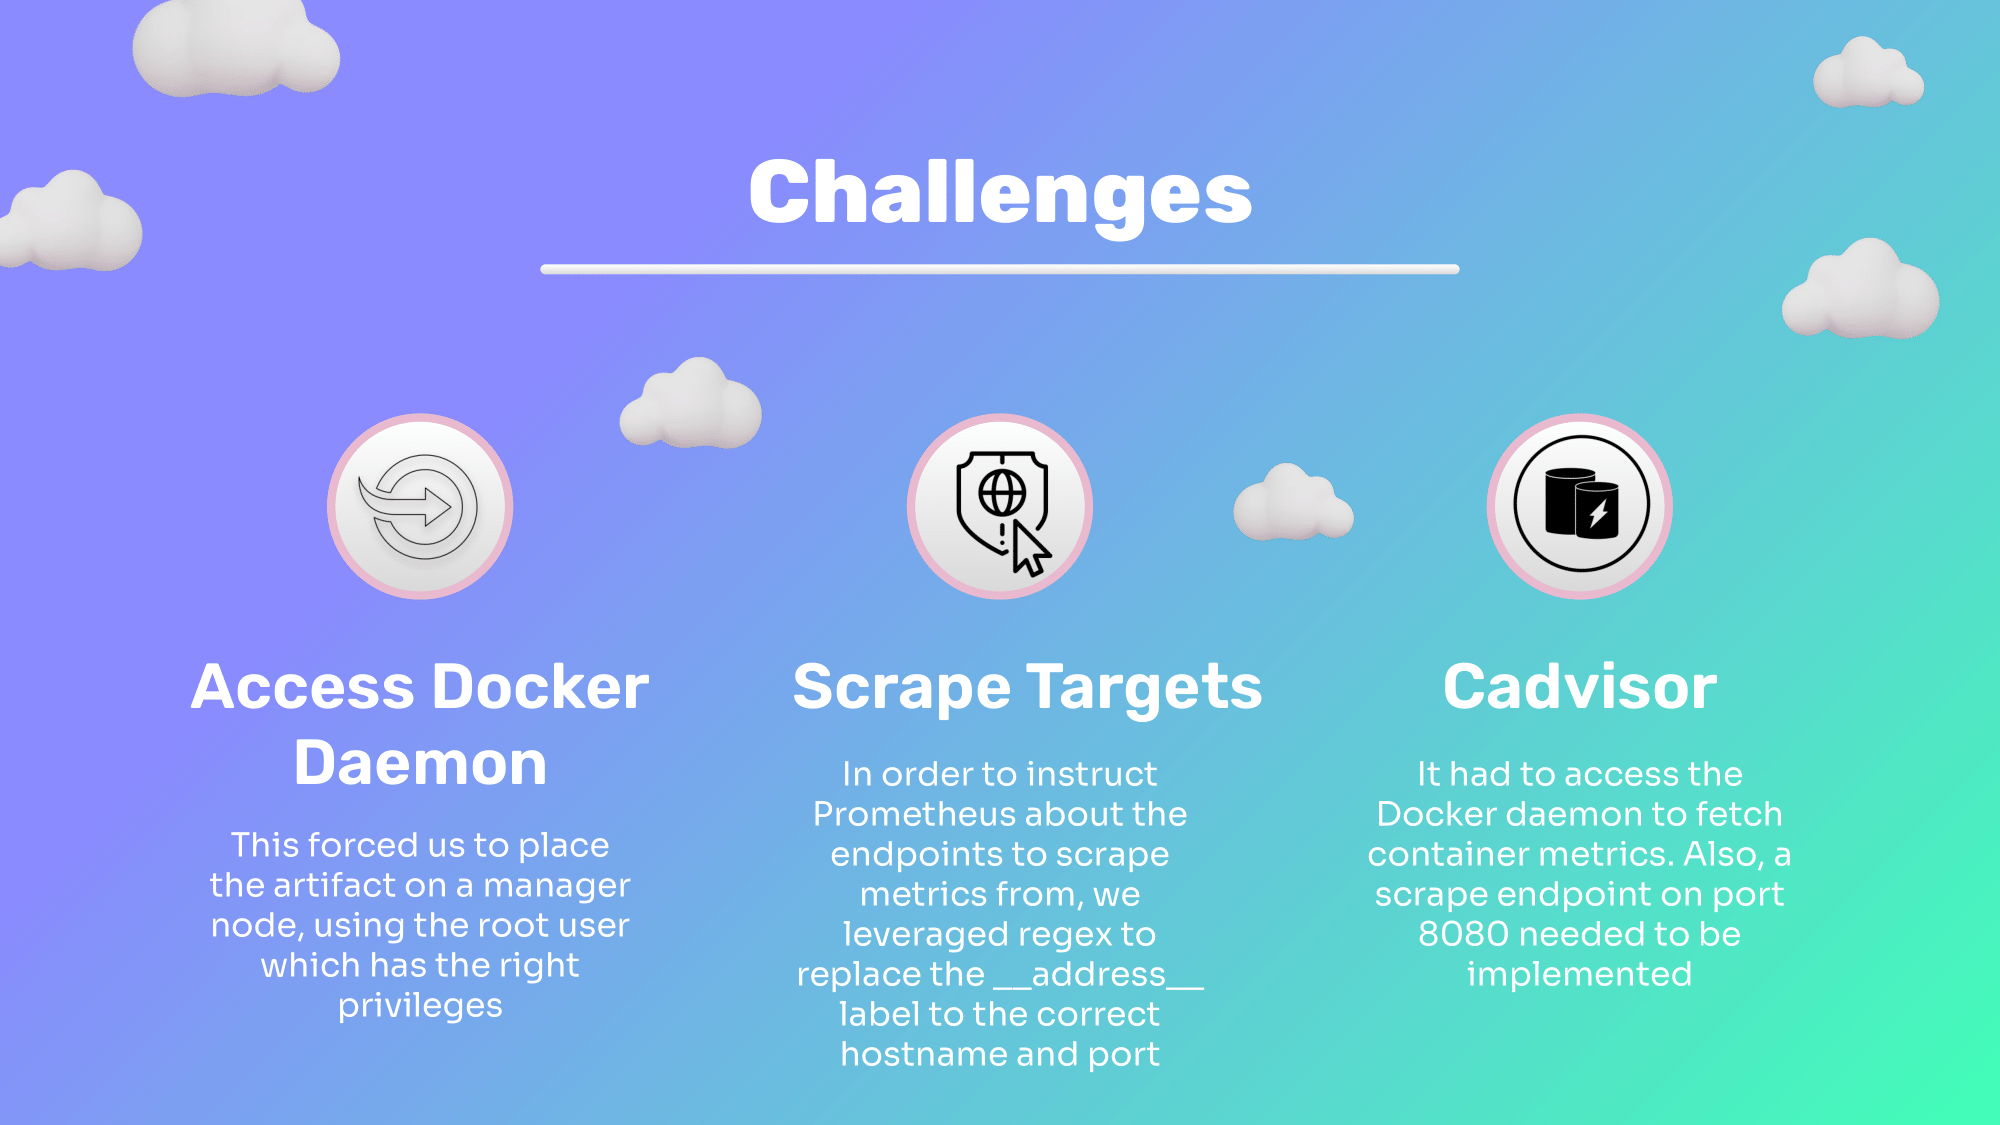 Challenges
Access Docker
Daemon
This forced us to place
the artifact on a manager
node, using the root user
which has the right
privileges
Scrape Targets
In order to instruct
Prometheus about the
endpoints to scrape
metrics from, we
leveraged regex to
replace the __address__
label to the correct
hostname and port
Cadvisor
It had to access the
Docker daemon to fetch
container metrics. Also, a
scrape endpoint on port
8080 needed to be
implemented